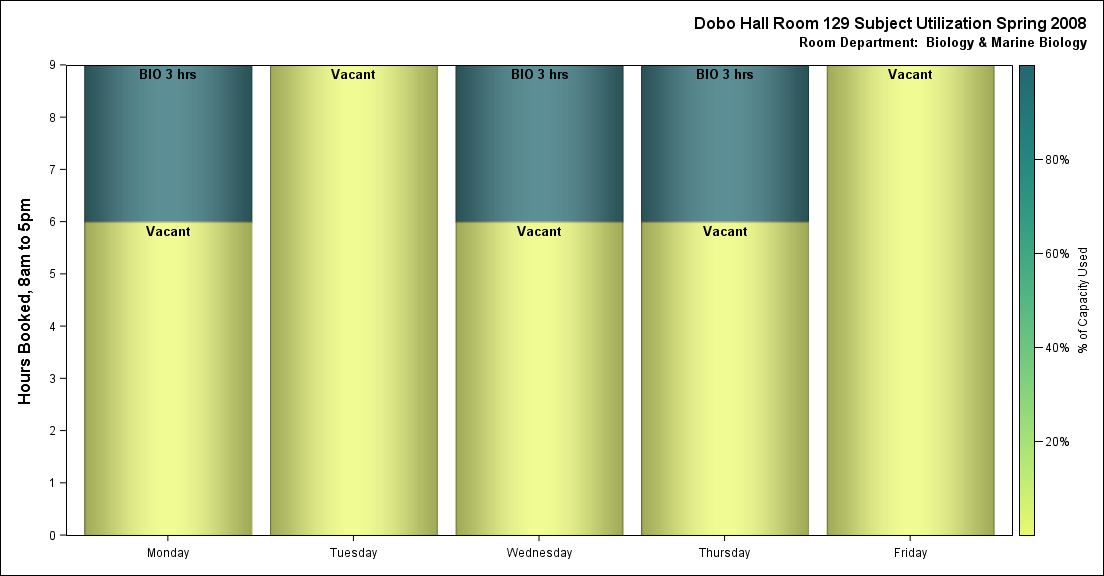 Dobo Hall Room 129 Subject Utilization Spring 2008
Room Department:  Biology & Marine Biology
Hours Booked, 8am to 5pm
9
8
7
6
5
4
3
2
1
0
BIO 3 hrs
Vacant
BIO 3 hrs
BIO 3 hrs
Vacant
Vacant
Vacant
Vacant
Monday
Tuesday
Wednesday
Thursday
Friday
80%
60%
40%
20%
% of Capacity Used